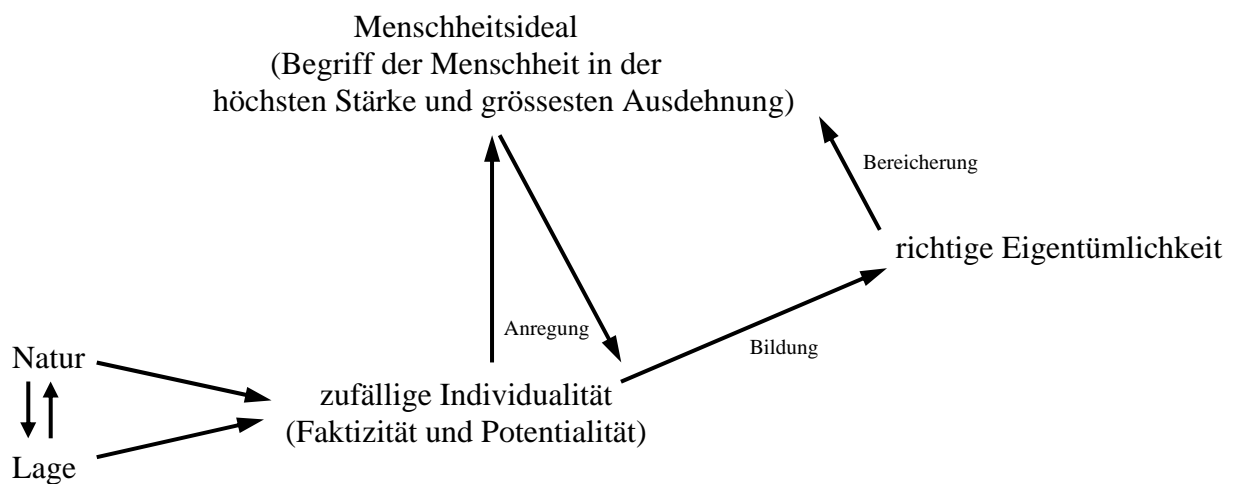 Menschheitsideal
(Begriff der Menschheit in der
höchsten Stärke und grössesten Ausdehnung)
Bereicherung
richtige Eigentümlichkeit
Anregung
Bildung
Natur
zufällige Individualität
(Faktizität und Potentialität)
Lage